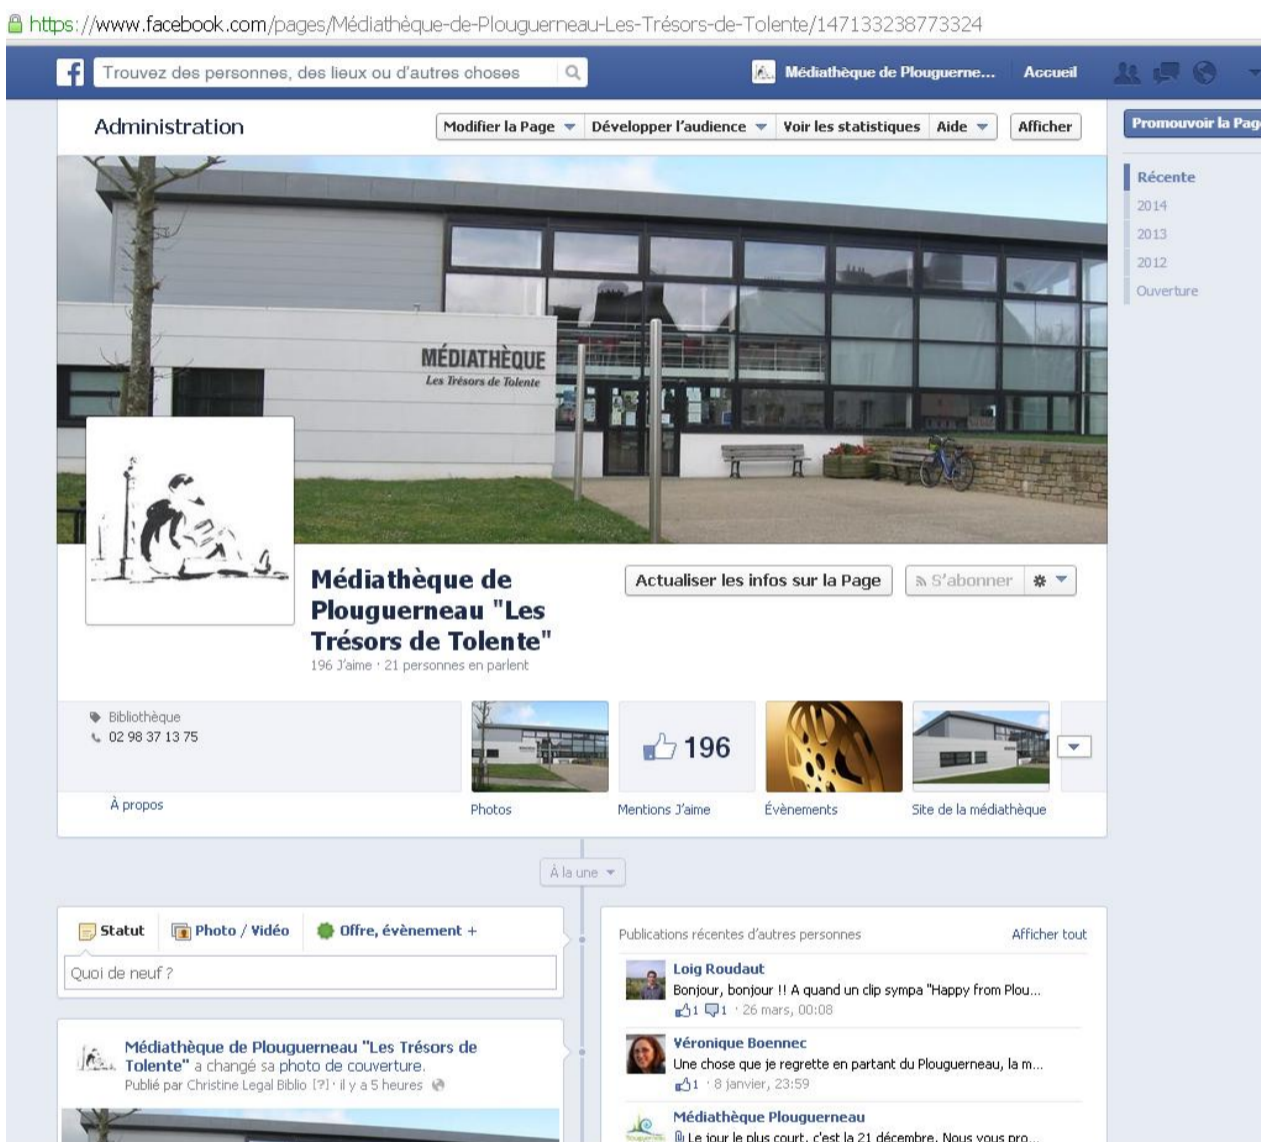 https://www.facebook.com/pages/Médiathèque-de-Plouguerneau-Les-Trésors-de-Tolente/147133238773324
Trouvez des personnes, des lieux ou d'autres choses
Médiathèque de Plouguerne... Accueil
Administration
Modifier la Page Développer l'audience Voir les statistiques Aide Afficher
Promouvoir la Page
Récente
2014
2013
2012
Ouverture
MÉDIATHÈQUE
Les Trésors de Tolente
Médiathèque de
Plouguerneau "Les
Trésors de Tolente"
196 J'aime · 21 personnes en parlent
Actualiser les infos sur la Page S'abonner
Bibliothèque
02 98 37 13 75
196
À propos
Photos
Mentions J'aime
Évènements
Site de la médiathèque
À la une
Statut Photo / Vidéo Offre, évènement +
Quoi de neuf ?
Médiathèque de Plouguerneau "Les Trésors de
Tolente" a changé sa photo de couverture.
Publié par Christine Legal Biblio [?] · il y a 5 heures
Publications récentes d'autres personnes Afficher tout
Loig Roudaut
Bonjour, bonjour !! A quand un clip sympa "Happy from Plou...
1 1 · 26 mars, 00:08
Véronique Boennec
Une chose que je regrette en partant du Plouguerneau, la m...
1 · 8 janvier, 23:59
Médiathèque Plouguerneau
Le jour le plus court, c'est la 21 décembre. Nous vous pro...